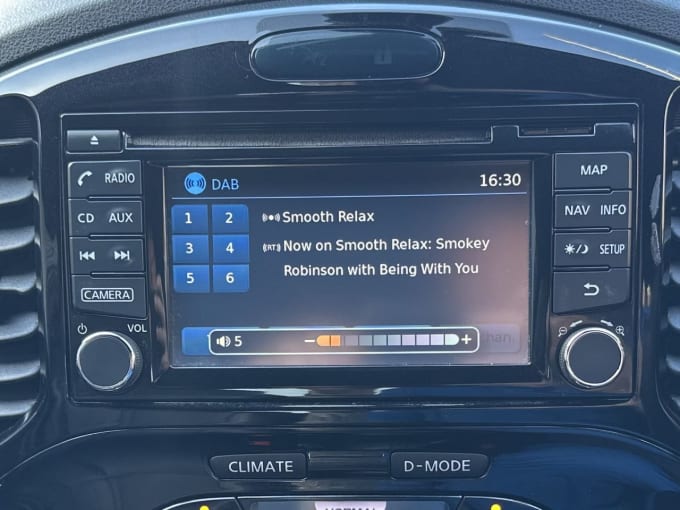 RADIO
MAP
CD AUX
NAV INFO
SETUP
CAMERA
VOL
DAB 16:30
1 2
3 4
5 6
Smooth Relax
RT Now on Smooth Relax: Smokey
Robinson with Being With You
5 - +
CLIMATE
D-MODE